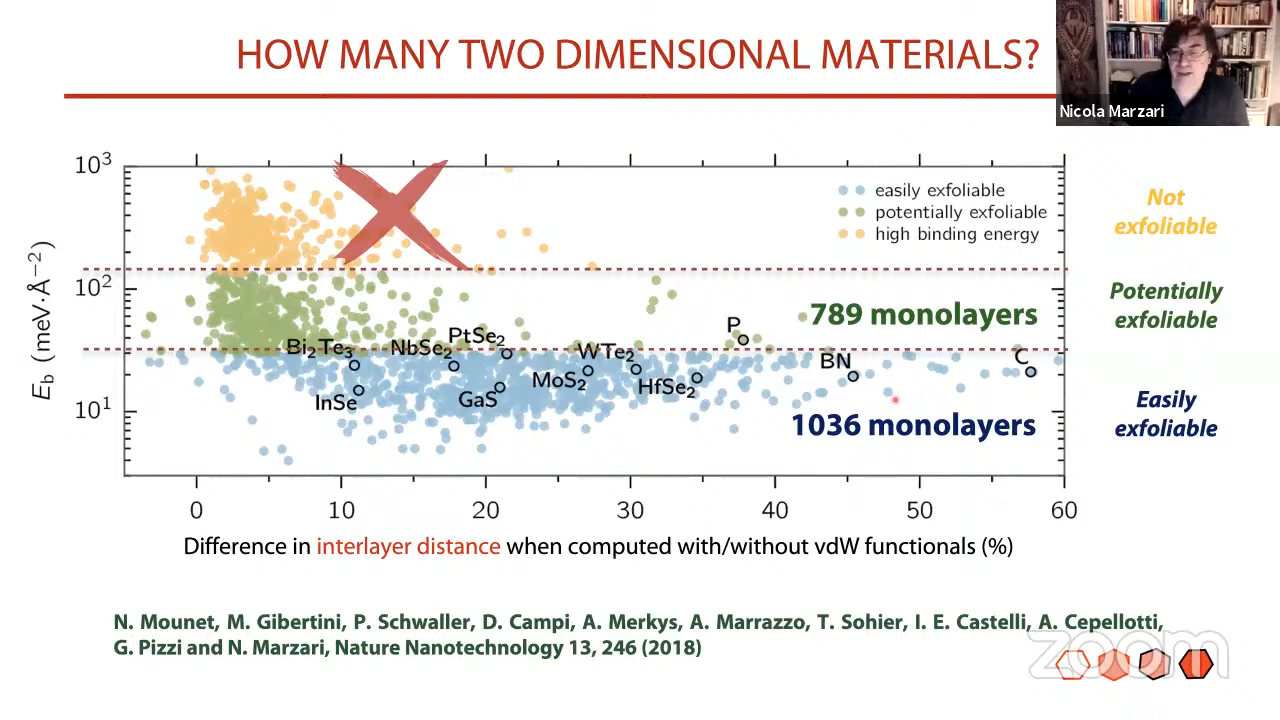 HOW MANY TWO DIMENSIONAL MATERIALS?
Nicola Marzari
10³
10²
10¹
E_b (meV·Å⁻²)
easily exfoliable
potentially exfoliable
high binding energy
Not
exfoliable
Potentially
exfoliable
Easily
exfoliable
789 monolayers
1036 monolayers
Bi₂Te₃
NbSe₂
PtSe₂
WTe₂
P
BN
C
InSe
GaS
MoS₂
HfSe₂
0
10
20
30
40
50
60
Difference in interlayer distance when computed with/without vdW functionals (%)
N. Mounet, M. Gibertini, P. Schwaller, D. Campi, A. Merkys, A. Marrazzo, T. Sohier, I. E. Castelli, A. Cepellotti,
G. Pizzi and N. Marzari, Nature Nanotechnology 13, 246 (2018)
zoom